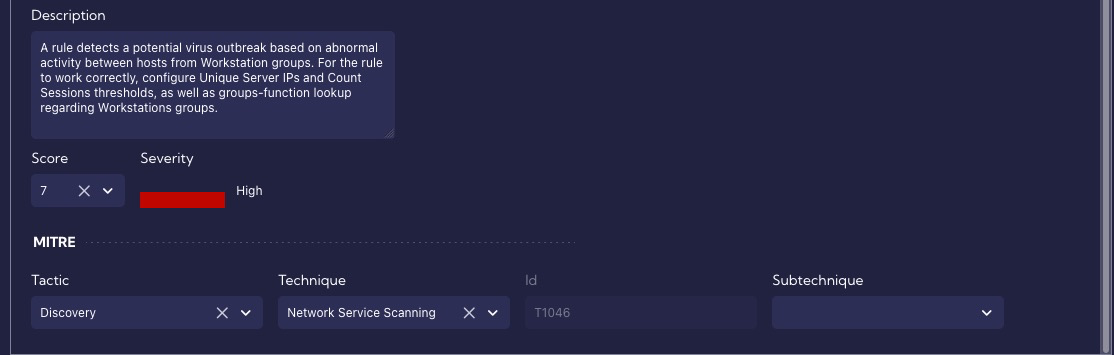 Description
A rule detects a potential virus outbreak based on abnormal
activity between hosts from Workstation groups. For the rule
to work correctly, configure Unique Server IPs and Count
Sessions thresholds, as well as groups-function lookup
regarding Workstations groups.
Score Severity
7 High
MITRE
Tactic Technique Id Subtechnique
Discovery Network Service Scanning T1046